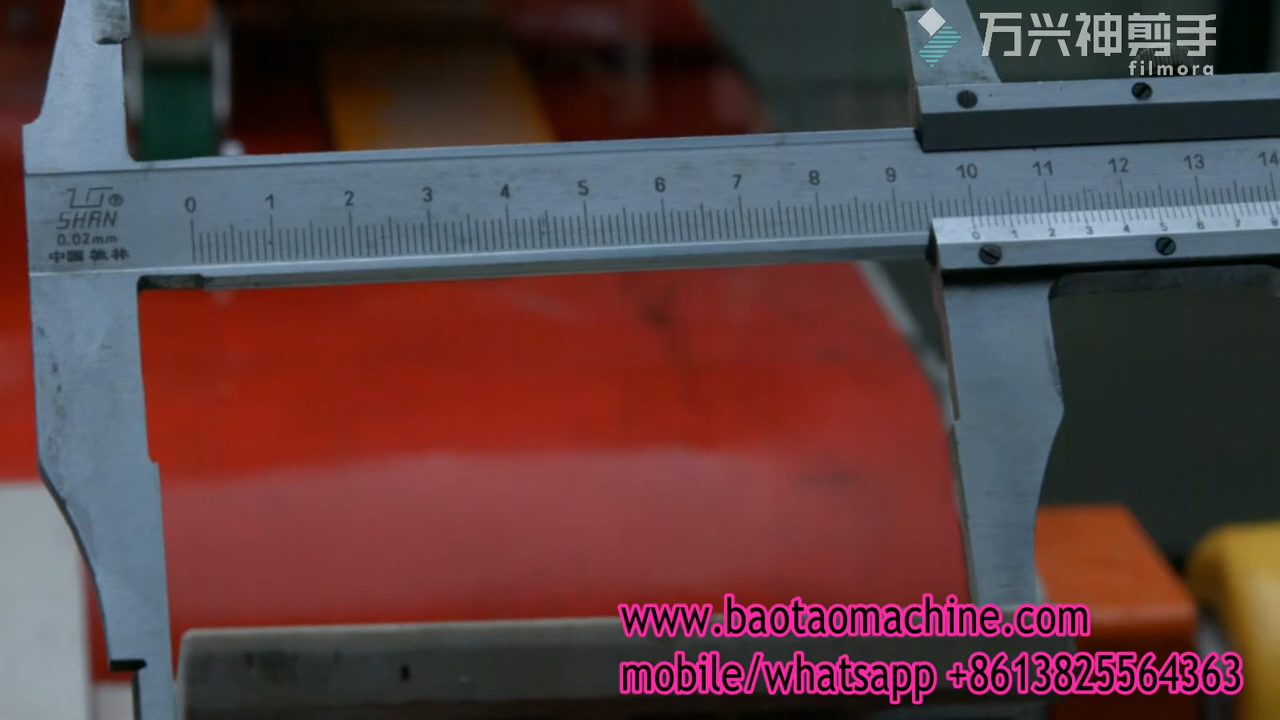 万兴神剪手
filmora
0 1 2 3 4 5 6 7 8 9 10 11 12 13 14
SHAN ®
0.02mm
中国 桂林
0 1 2 3 4 5 6 7 8
www.baotaomachine.com
mobile/whatsapp +8613825564363